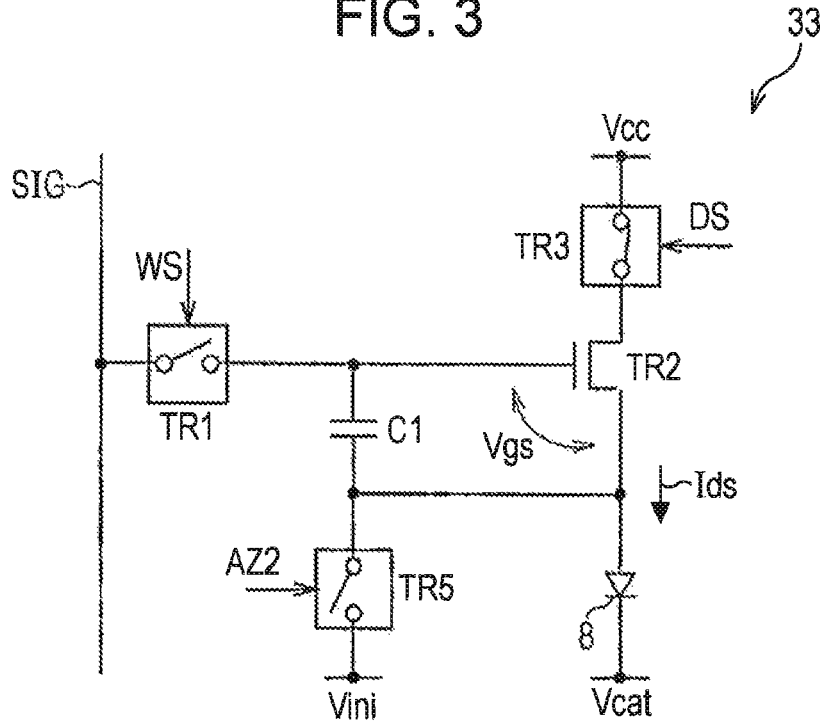 FIG. 3
33
Vcc
SIG
DS
TR3
WS
TR2
TR1
C1
Vgs
Ids
AZ2
TR5
8
Vini
Vcat